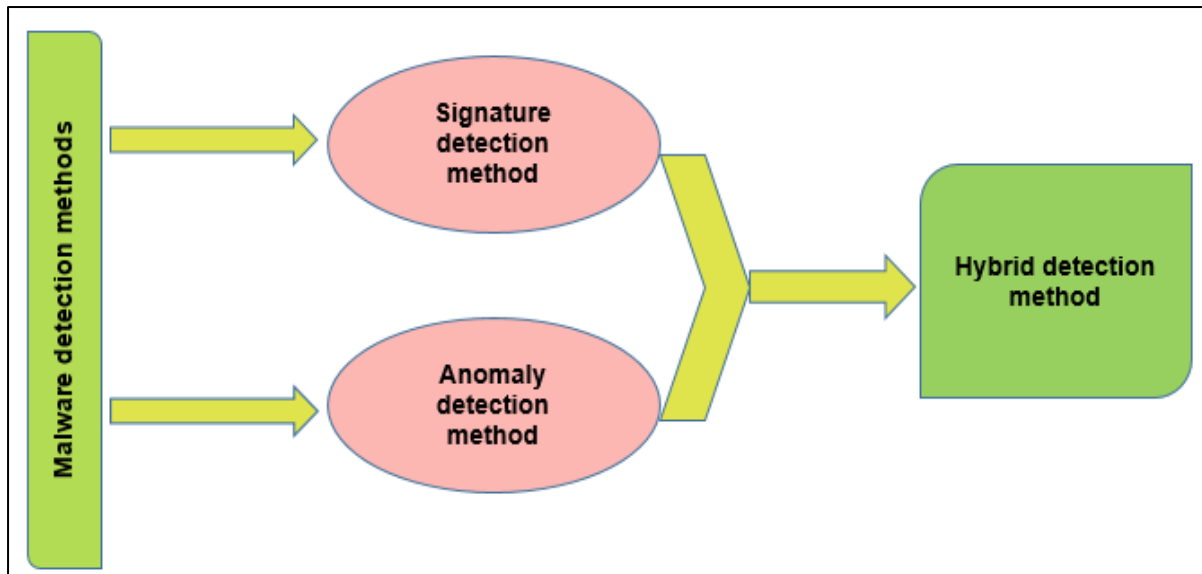 Malware detection methods
Signature
detection
method
Anomaly
detection
method
Hybrid detection
method